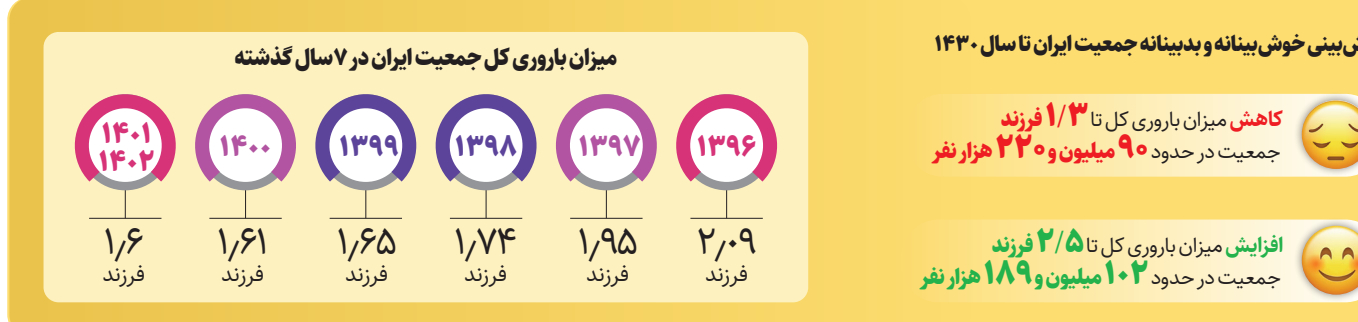 بینی خوش‌بینانه و بدبینانه جمعیت ایران تا سال ۱۴۳۰
کاهش میزان باروری کل تا ۱/۳ فرزند
جمعیت در حدود ۹۰ میلیون و ۲۲۰ هزار نفر
افزایش میزان باروری کل تا ۲/۵ فرزند
جمعیت در حدود ۱۰۲ میلیون و ۱۸۹ هزار نفر
میزان باروری کل جمعیت ایران در ۷ سال گذشته
۱۳۹۶
۲٫۰۹
فرزند
۱۳۹۷
۱٫۹۵
فرزند
۱۳۹۸
۱٫۷۴
فرزند
۱۳۹۹
۱٫۶۵
فرزند
۱۴۰۰
۱٫۶۱
فرزند
۱۴۰۱
۱۴۰۲
۱٫۶
فرزند